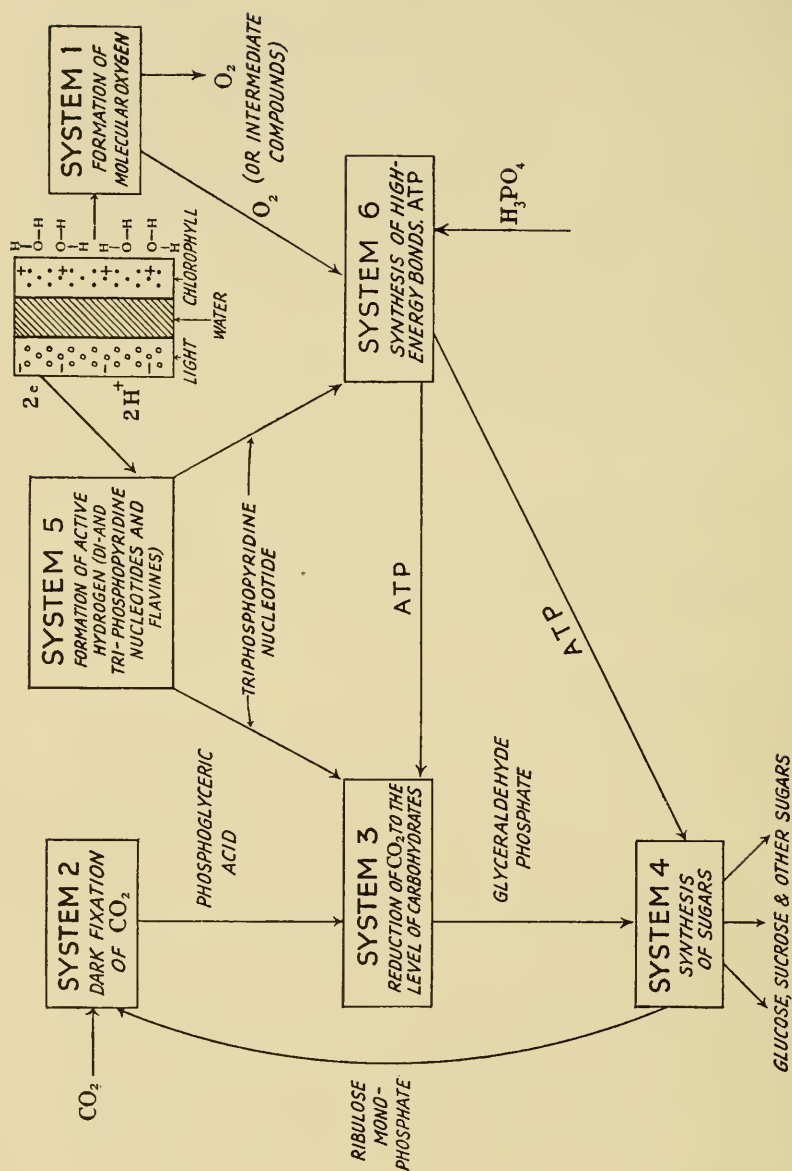 CO₂
SYSTEM 2
DARK FIXATION
OF CO₂
PHOSPHOGLYCERIC
ACID
SYSTEM 5
FORMATION OF ACTIVE
HYDROGEN (DI-AND
TRI-PHOSPHOPYRIDINE
NUCLEOTIDES AND
FLAVINES)
2e
2H⁺
− − − −
+ + + +
LIGHT
WATER
CHLOROPHYLL
H
O−H
O−H
H
H
O−H
O−H
H
SYSTEM 1
FORMATION OF
MOLECULAR OXYGEN
O₂
O₂
(OR INTERMEDIATE
COMPOUNDS)
TRIPHOSPHOPYRIDINE
NUCLEOTIDE
RIBULOSE
MONO-
PHOSPHATE
SYSTEM 3
REDUCTION OF CO₂ TO THE
LEVEL OF CARBOHYDRATES
ATP
SYSTEM 6
SYNTHESIS OF HIGH-
ENERGY BONDS. ATP
H₃PO₄
GLYCERALDEHYDE
PHOSPHATE
ATP
SYSTEM 4
SYNTHESIS
OF SUGARS
GLUCOSE, SUCROSE & OTHER SUGARS